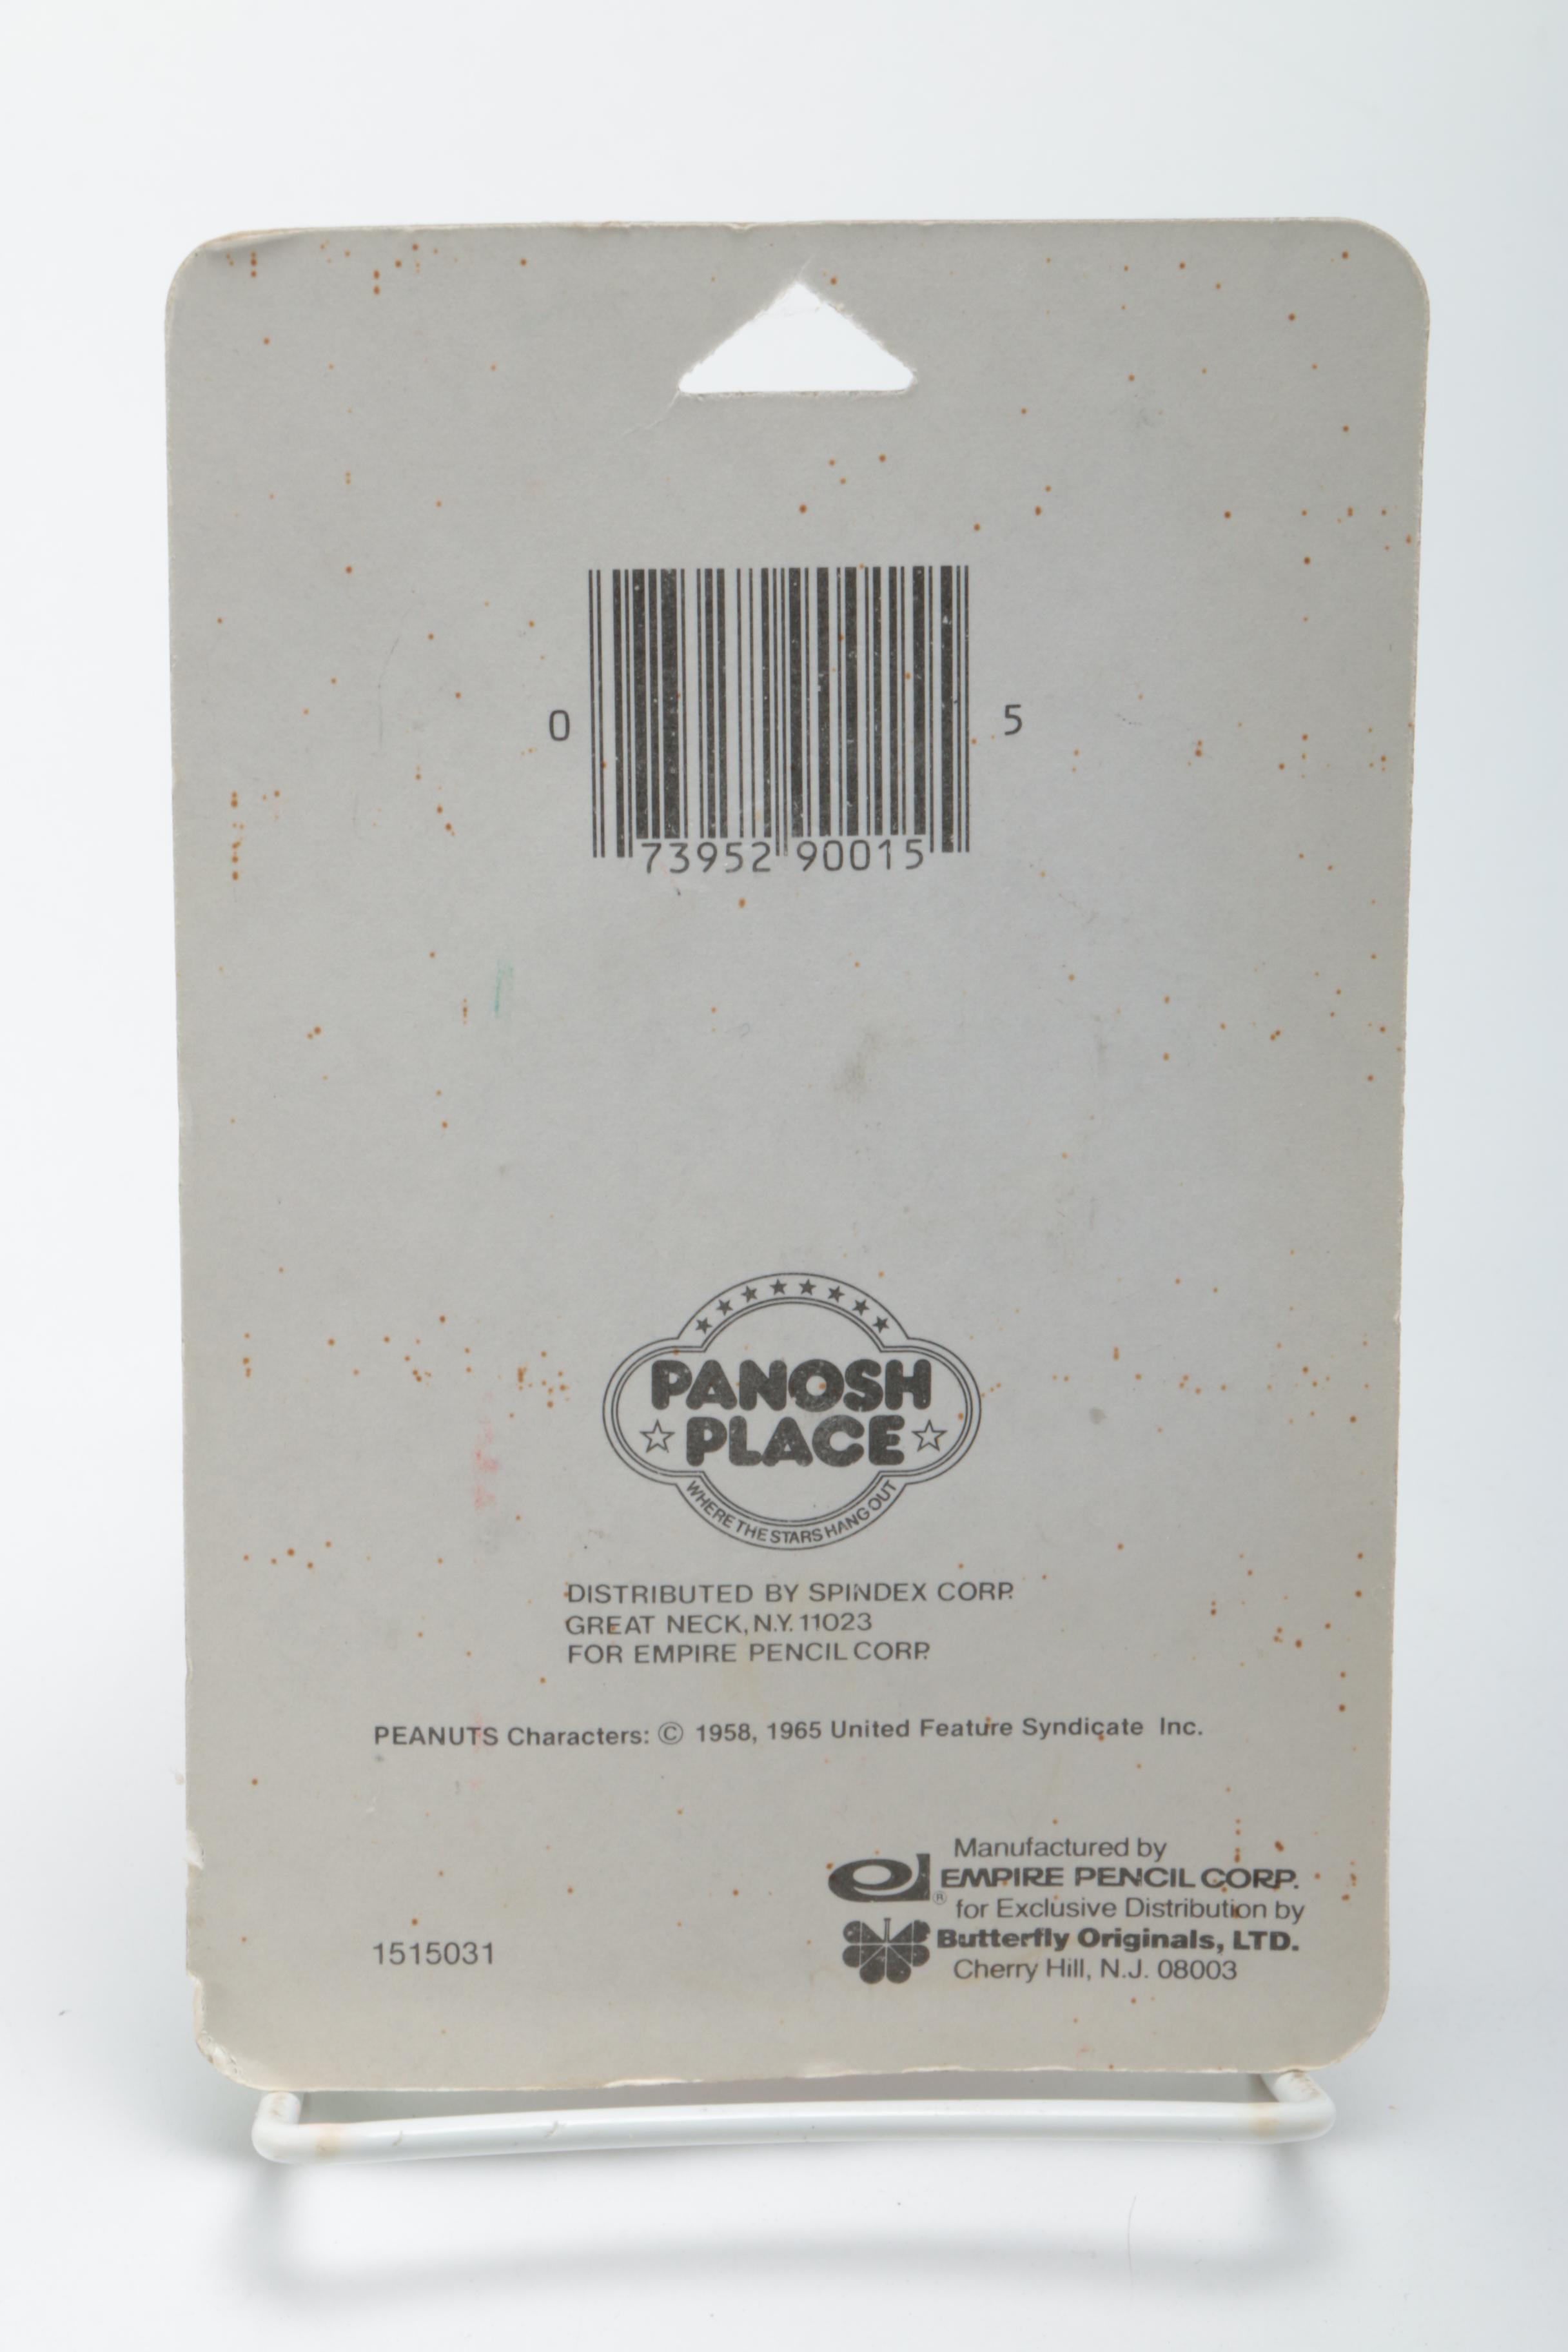 0 73952 90015 5
PANOSH
PLACE
WHERE THE STARS HANG OUT
DISTRIBUTED BY SPINDEX CORP.
GREAT NECK, N.Y. 11023
FOR EMPIRE PENCIL CORP.
PEANUTS Characters: © 1958, 1965 United Feature Syndicate Inc.
Manufactured by
EMPIRE PENCIL CORP.
® for Exclusive Distribution by
Butterfly Originals, LTD.
Cherry Hill, N.J. 08003
1515031